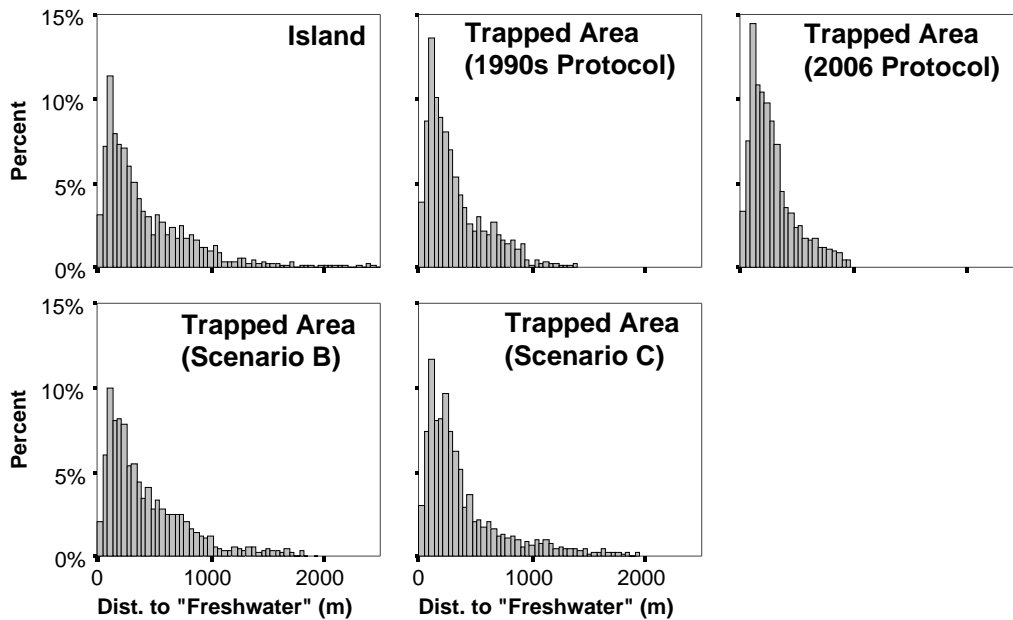 15%
10%
5%
0%
Percent
Island
Trapped Area
(1990s Protocol)
Trapped Area
(2006 Protocol)
15%
10%
5%
0%
Percent
Trapped Area
(Scenario B)
Trapped Area
(Scenario C)
0 1000 2000
0 1000 2000
Dist. to "Freshwater" (m)
Dist. to "Freshwater" (m)